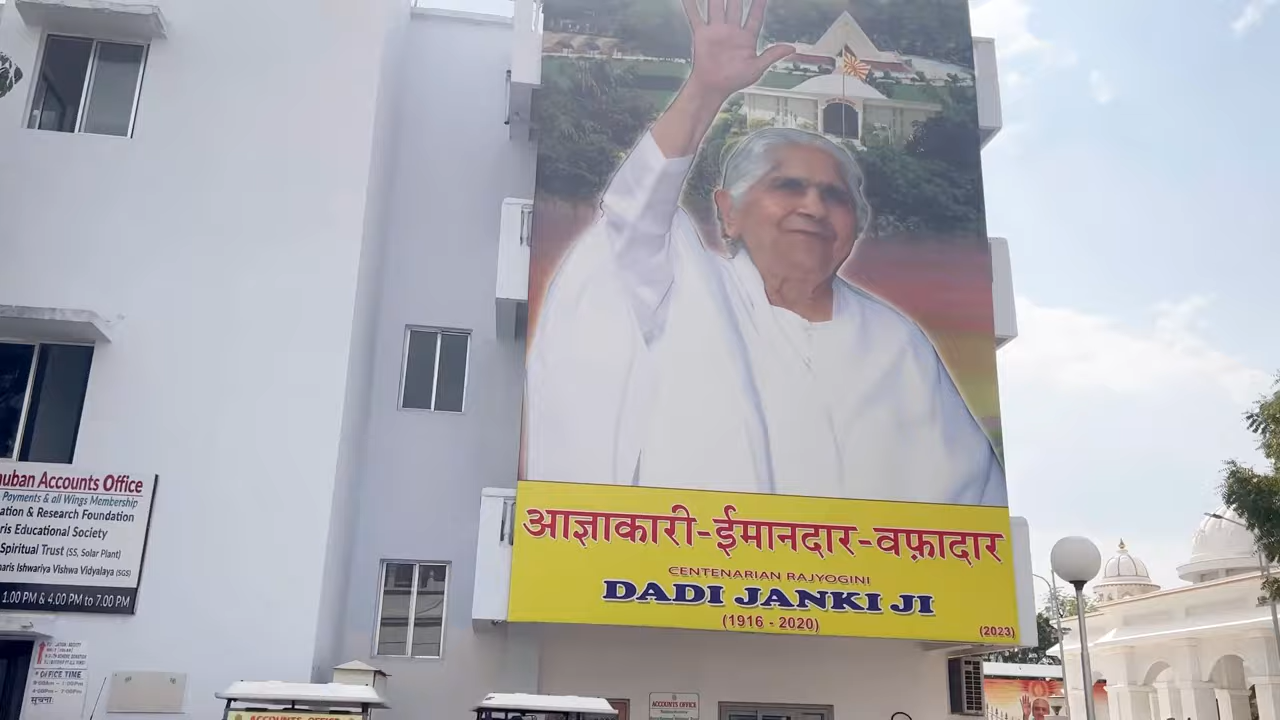 uban Accounts Office
Payments & all Wings Membership
ation & Research Foundation
aris Educational Society
Spiritual Trust (SS, Solar Plant)
aris Ishwariya Vishwa Vidyalaya (SGS)
1.00 PM & 4.00 PM to 7.00 PM
OFFICE TIME
सूचना
आज्ञाकारी-ईमानदार-वफ़ादार
CENTENARIAN RAJYOGINI
DADI JANKI JI
(1916 - 2020)
(2023)
ACCOUNTS OFFICE
ACCOUNTS OFFICE